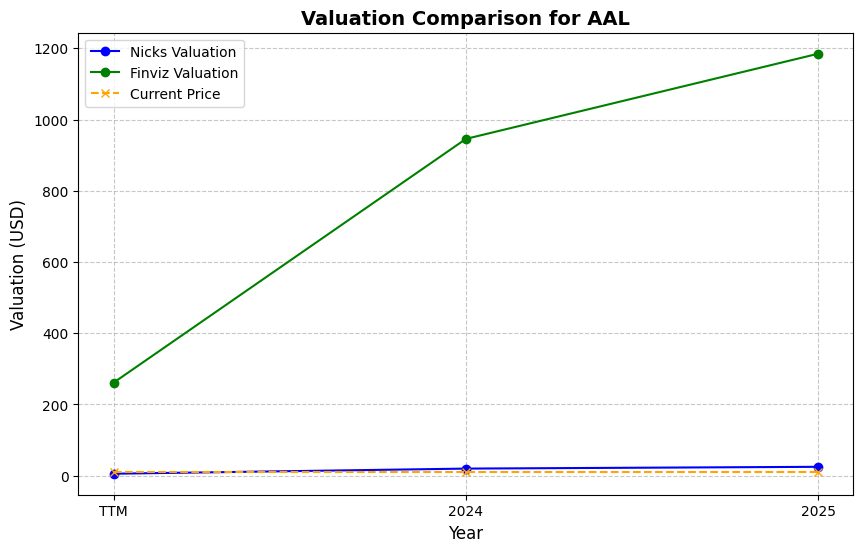 Valuation Comparison for AAL
Nicks Valuation
Finviz Valuation
Current Price
Valuation (USD)
1200
1000
800
600
400
200
0
TTM
2024
2025
Year